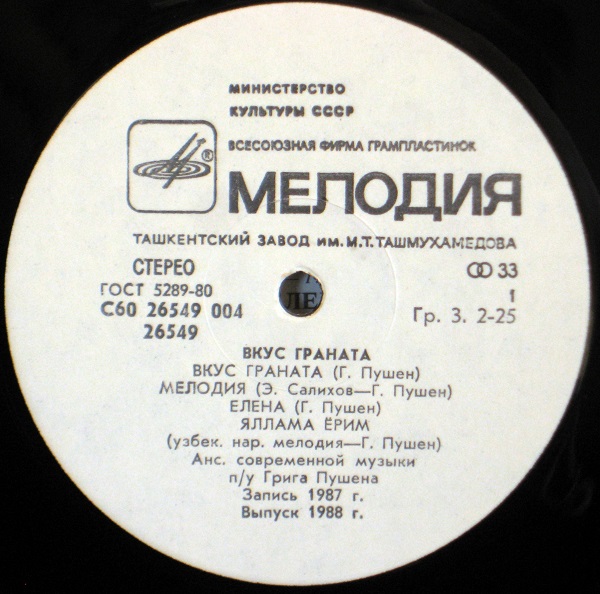 МИНИСТЕРСТВО
КУЛЬТУРЫ СССР
ВСЕСОЮЗНАЯ ФИРМА ГРАМПЛАСТИНОК
®
МЕЛОДИЯ
ТАШКЕНТСКИЙ ЗАВОД им. М.Т. ТАШМУХАМЕДОВА
СТЕРЕО
33
ГОСТ 5289-80
1
С60 26549 004
Гр. 3. 2-25
26549
ЛЕ
ВКУС ГРАНАТА
ВКУС ГРАНАТА (Г. Пушен)
МЕЛОДИЯ (Э. Салихов—Г. Пушен)
ЕЛЕНА (Г. Пушен)
ЯЛЛАМА ЁРИМ
(узбек. нар. мелодия—Г. Пушен)
Анс. современной музыки
п/у Грига Пушена
Запись 1987 г.
Выпуск 1988 г.